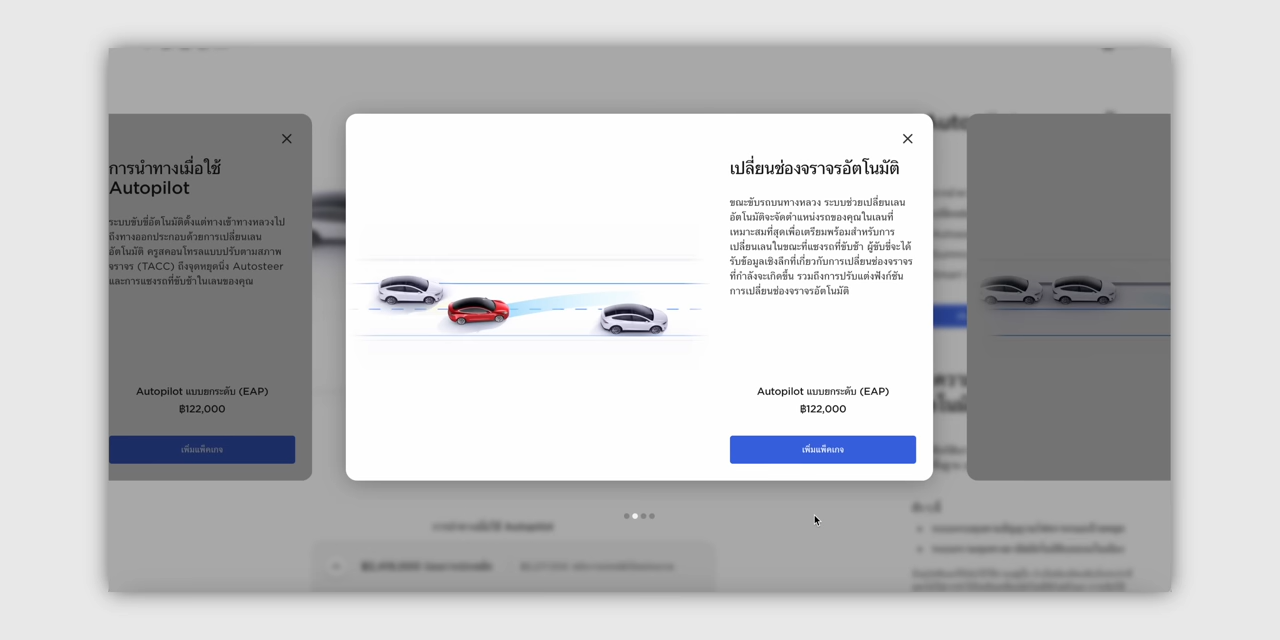 การนำทางเมื่อใช้
Autopilot
ระบบขับขี่อัตโนมัติตั้งแต่ทางเข้าทางหลวงไป
ถึงทางออกประกอบด้วยการเปลี่ยนเลน
อัตโนมัติ ครูสคอนโทรลแบบปรับตามสภาพ
จราจร (TACC) ถึงจุดหยุดนิ่ง Autosteer
และการแซงรถที่ขับช้าในเลนของคุณ
Autopilot แบบยกระดับ (EAP)
฿122,000
เพิ่มแพ็คเกจ
เปลี่ยนช่องจราจรอัตโนมัติ
ขณะขับรถบนทางหลวง ระบบช่วยเปลี่ยนเลน
อัตโนมัติจะจัดตำแหน่งรถของคุณในเลนที่
เหมาะสมที่สุดเพื่อเตรียมพร้อมสำหรับการ
เปลี่ยนเลนในขณะที่แซงรถที่ขับช้า ผู้ขับขี่จะได้
รับข้อมูลเชิงลึกที่เกี่ยวกับการเปลี่ยนช่องจราจร
ที่กำลังจะเกิดขึ้น รวมถึงการปรับแต่งฟังก์ชัน
การเปลี่ยนช่องจราจรอัตโนมัติ
Autopilot แบบยกระดับ (EAP)
฿122,000
เพิ่มแพ็คเกจ